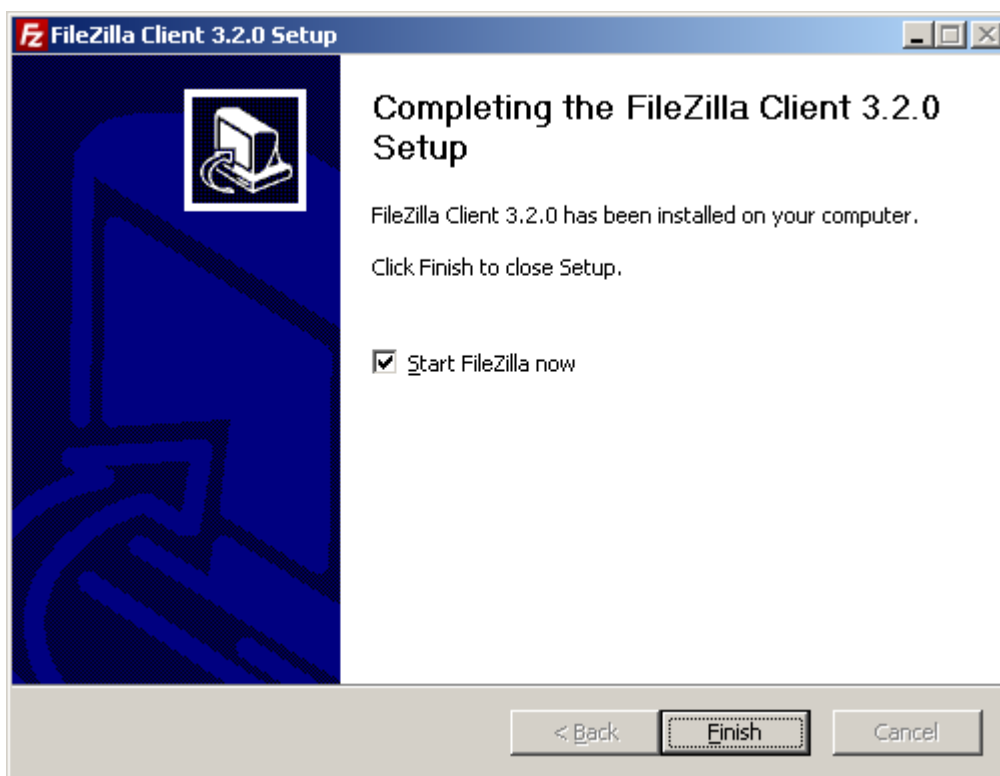 FileZilla Client 3.2.0 Setup
Completing the FileZilla Client 3.2.0
Setup
FileZilla Client 3.2.0 has been installed on your computer.
Click Finish to close Setup.
Start FileZilla now
< Back
Finish
Cancel